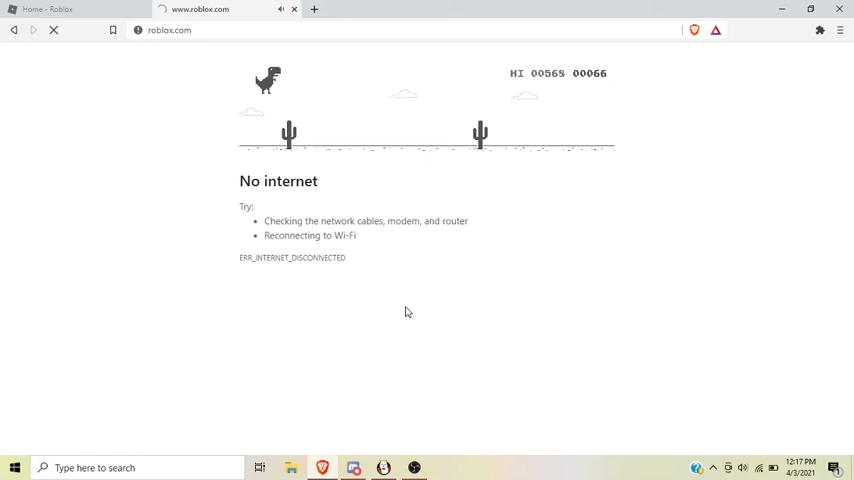 Home - Roblox
www.roblox.com
roblox.com
HI 00568 00066
No internet
Try:
Checking the network cables, modem, and router
Reconnecting to Wi-Fi
ERR_INTERNET_DISCONNECTED
Type here to search
12:17 PM
4/3/2021
1